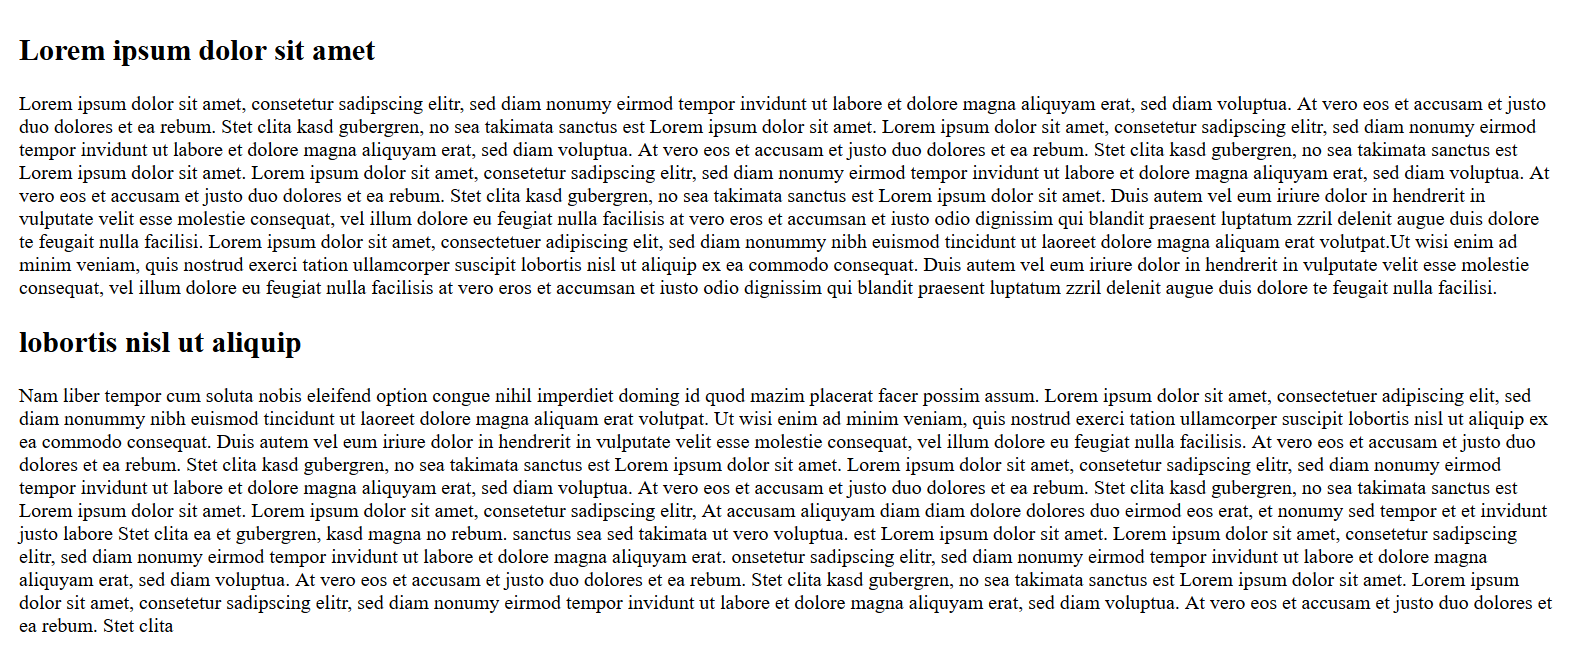 Lorem ipsum dolor sit amet
Lorem ipsum dolor sit amet, consetetur sadipscing elitr, sed diam nonumy eirmod tempor invidunt ut labore et dolore magna aliquyam erat, sed diam voluptua. At vero eos et accusam et justo
duo dolores et ea rebum. Stet clita kasd gubergren, no sea takimata sanctus est Lorem ipsum dolor sit amet. Lorem ipsum dolor sit amet, consetetur sadipscing elitr, sed diam nonumy eirmod
tempor invidunt ut labore et dolore magna aliquyam erat, sed diam voluptua. At vero eos et accusam et justo duo dolores et ea rebum. Stet clita kasd gubergren, no sea takimata sanctus est
Lorem ipsum dolor sit amet. Lorem ipsum dolor sit amet, consetetur sadipscing elitr, sed diam nonumy eirmod tempor invidunt ut labore et dolore magna aliquyam erat, sed diam voluptua. At
vero eos et accusam et justo duo dolores et ea rebum. Stet clita kasd gubergren, no sea takimata sanctus est Lorem ipsum dolor sit amet. Duis autem vel eum iriure dolor in hendrerit in
vulputate velit esse molestie consequat, vel illum dolore eu feugiat nulla facilisis at vero eros et accumsan et iusto odio dignissim qui blandit praesent luptatum zzril delenit augue duis dolore
te feugait nulla facilisi. Lorem ipsum dolor sit amet, consectetuer adipiscing elit, sed diam nonummy nibh euismod tincidunt ut laoreet dolore magna aliquam erat volutpat.Ut wisi enim ad
minim veniam, quis nostrud exerci tation ullamcorper suscipit lobortis nisl ut aliquip ex ea commodo consequat. Duis autem vel eum iriure dolor in hendrerit in vulputate velit esse molestie
consequat, vel illum dolore eu feugiat nulla facilisis at vero eros et accumsan et iusto odio dignissim qui blandit praesent luptatum zzril delenit augue duis dolore te feugait nulla facilisi.
lobortis nisl ut aliquip
Nam liber tempor cum soluta nobis eleifend option congue nihil imperdiet doming id quod mazim placerat facer possim assum. Lorem ipsum dolor sit amet, consectetuer adipiscing elit, sed
diam nonummy nibh euismod tincidunt ut laoreet dolore magna aliquam erat volutpat. Ut wisi enim ad minim veniam, quis nostrud exerci tation ullamcorper suscipit lobortis nisl ut aliquip ex
ea commodo consequat. Duis autem vel eum iriure dolor in hendrerit in vulputate velit esse molestie consequat, vel illum dolore eu feugiat nulla facilisis. At vero eos et accusam et justo duo
dolores et ea rebum. Stet clita kasd gubergren, no sea takimata sanctus est Lorem ipsum dolor sit amet. Lorem ipsum dolor sit amet, consetetur sadipscing elitr, sed diam nonumy eirmod
tempor invidunt ut labore et dolore magna aliquyam erat, sed diam voluptua. At vero eos et accusam et justo duo dolores et ea rebum. Stet clita kasd gubergren, no sea takimata sanctus est
Lorem ipsum dolor sit amet. Lorem ipsum dolor sit amet, consetetur sadipscing elitr, At accusam aliquyam diam diam dolore dolores duo eirmod eos erat, et nonumy sed tempor et et invidunt
justo labore Stet clita ea et gubergren, kasd magna no rebum. sanctus sea sed takimata ut vero voluptua. est Lorem ipsum dolor sit amet. Lorem ipsum dolor sit amet, consetetur sadipscing
elitr, sed diam nonumy eirmod tempor invidunt ut labore et dolore magna aliquyam erat. onsetetur sadipscing elitr, sed diam nonumy eirmod tempor invidunt ut labore et dolore magna
aliquyam erat, sed diam voluptua. At vero eos et accusam et justo duo dolores et ea rebum. Stet clita kasd gubergren, no sea takimata sanctus est Lorem ipsum dolor sit amet. Lorem ipsum
dolor sit amet, consetetur sadipscing elitr, sed diam nonumy eirmod tempor invidunt ut labore et dolore magna aliquyam erat, sed diam voluptua. At vero eos et accusam et justo duo dolores et
ea rebum. Stet clita